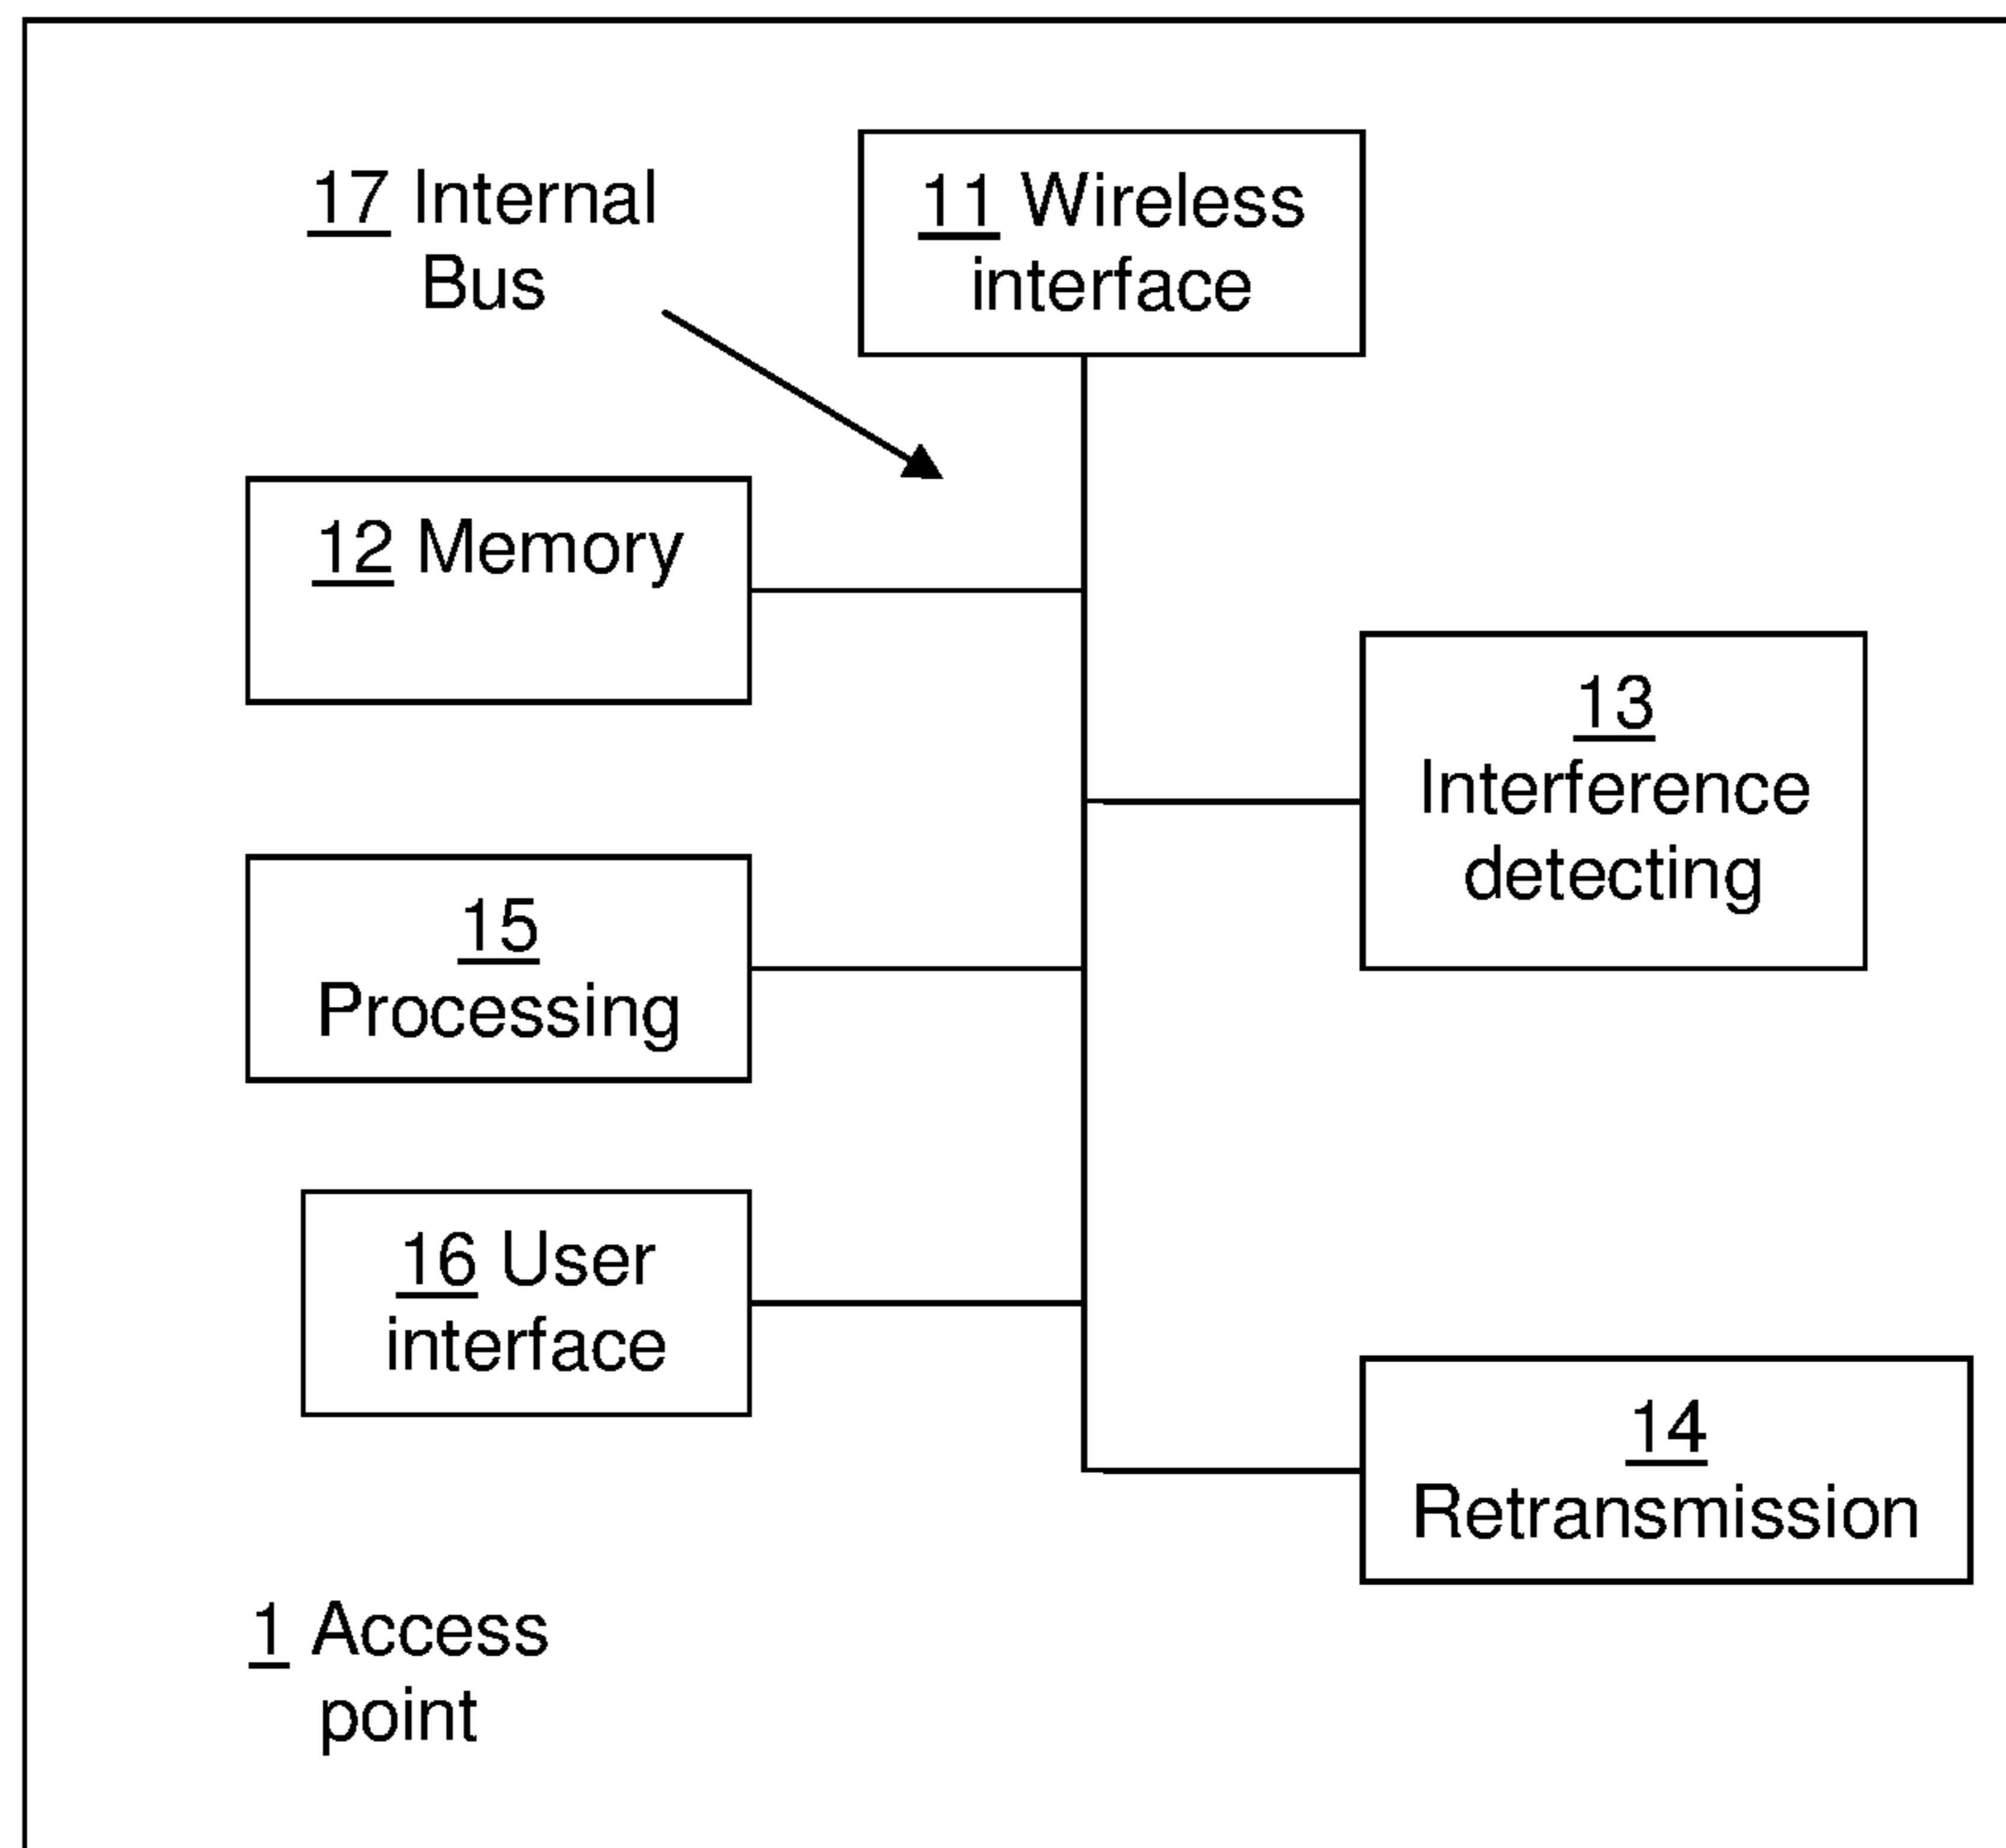 17 Internal
Bus
11 Wireless
interface
12 Memory
13
Interference
detecting
15
Processing
16 User
interface
14
Retransmission
1 Access
point